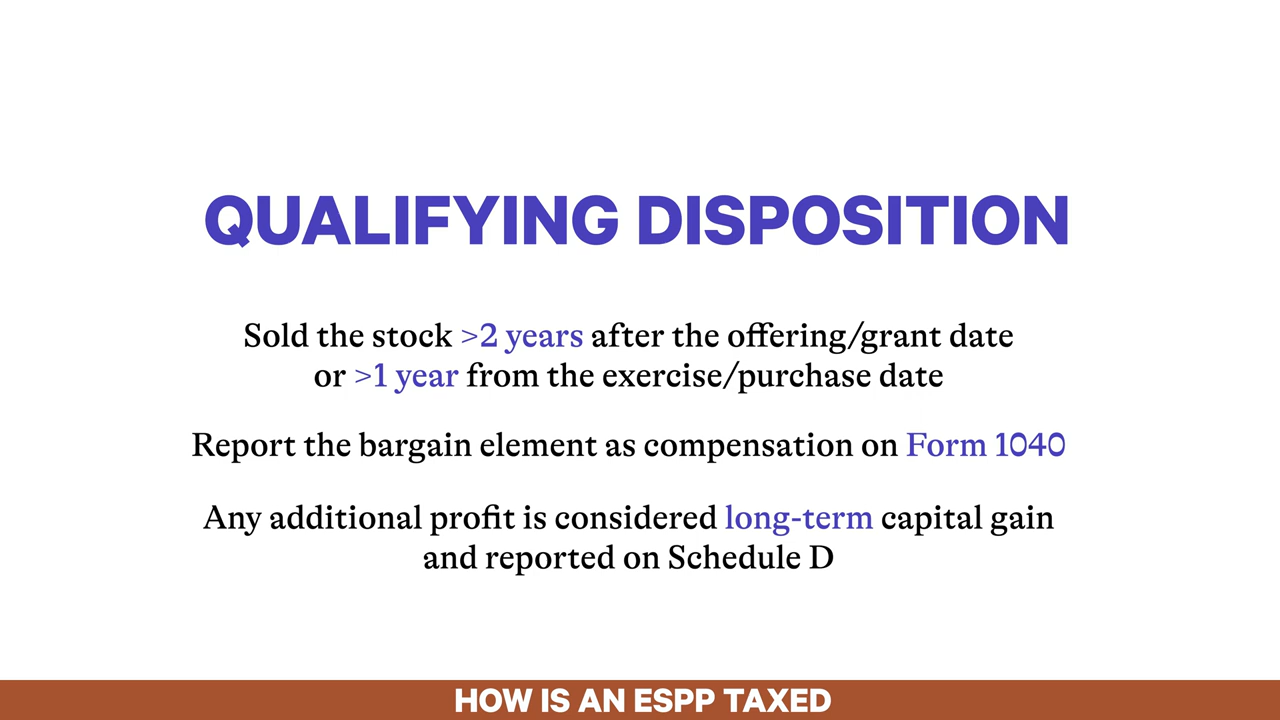 QUALIFYING DISPOSITION
Sold the stock >2 years after the offering/grant date
or >1 year from the exercise/purchase date
Report the bargain element as compensation on Form 1040
Any additional profit is considered long-term capital gain
and reported on Schedule D
HOW IS AN ESPP TAXED